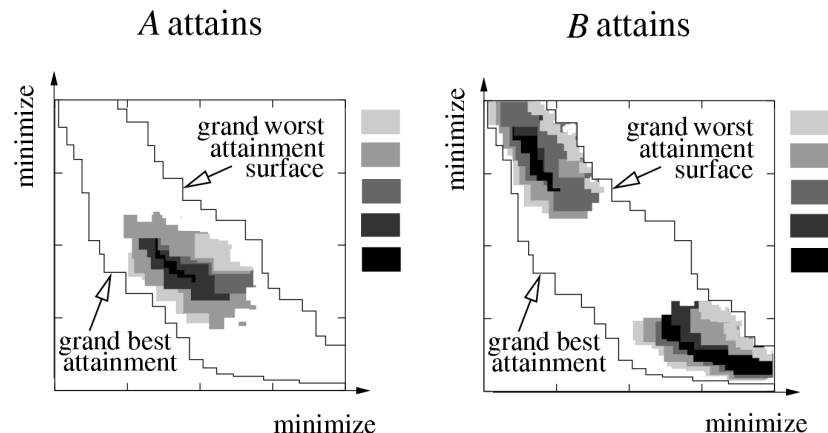 A attains
minimize
grand worst
attainment
surface
grand best
attainment
minimize
B attains
minimize
grand worst
attainment
surface
grand best
attainment
minimize